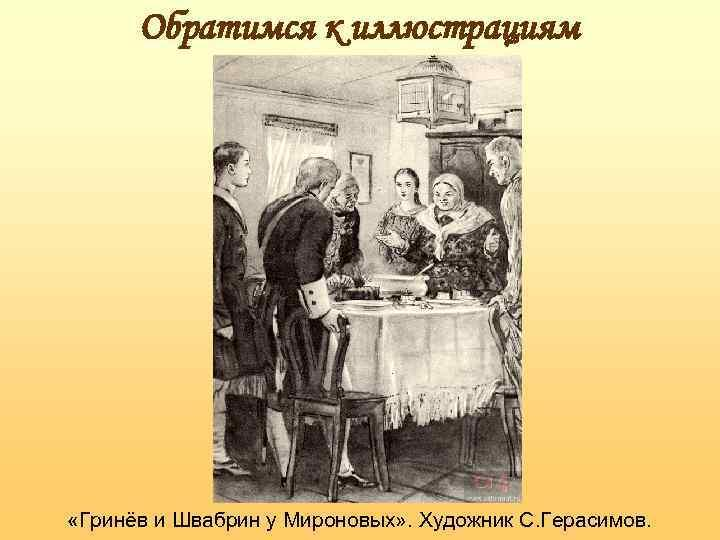 Обратимся к иллюстрациям
«Гринёв и Швабрин у Мироновых» . Художник С. Герасимов.